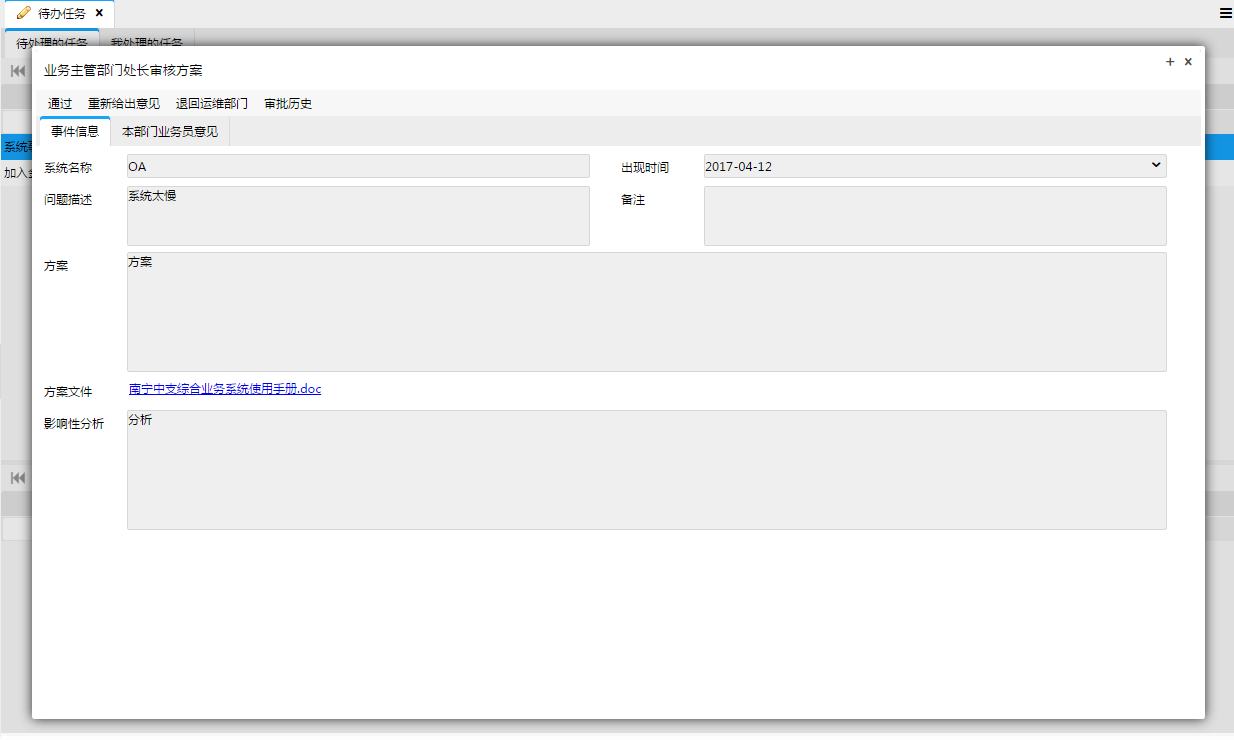 待办任务
待处理的任务 我处理的任务
业务主管部门处长审核方案
通过 重新给出意见 退回运维部门 审批历史
事件信息 本部门业务员意见
系统
加入
系统名称 OA 出现时间 2017-04-12
问题描述 系统太慢 备注
方案 方案
方案文件 南宁中支综合业务系统使用手册.doc
影响性分析 分析